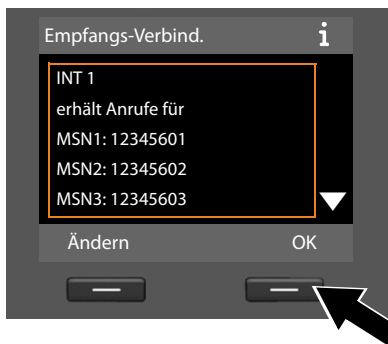 Empfangs-Verbind. i
INT 1
erhält Anrufe für
MSN1: 12345601
MSN2: 12345602
MSN3: 12345603
Ändern OK